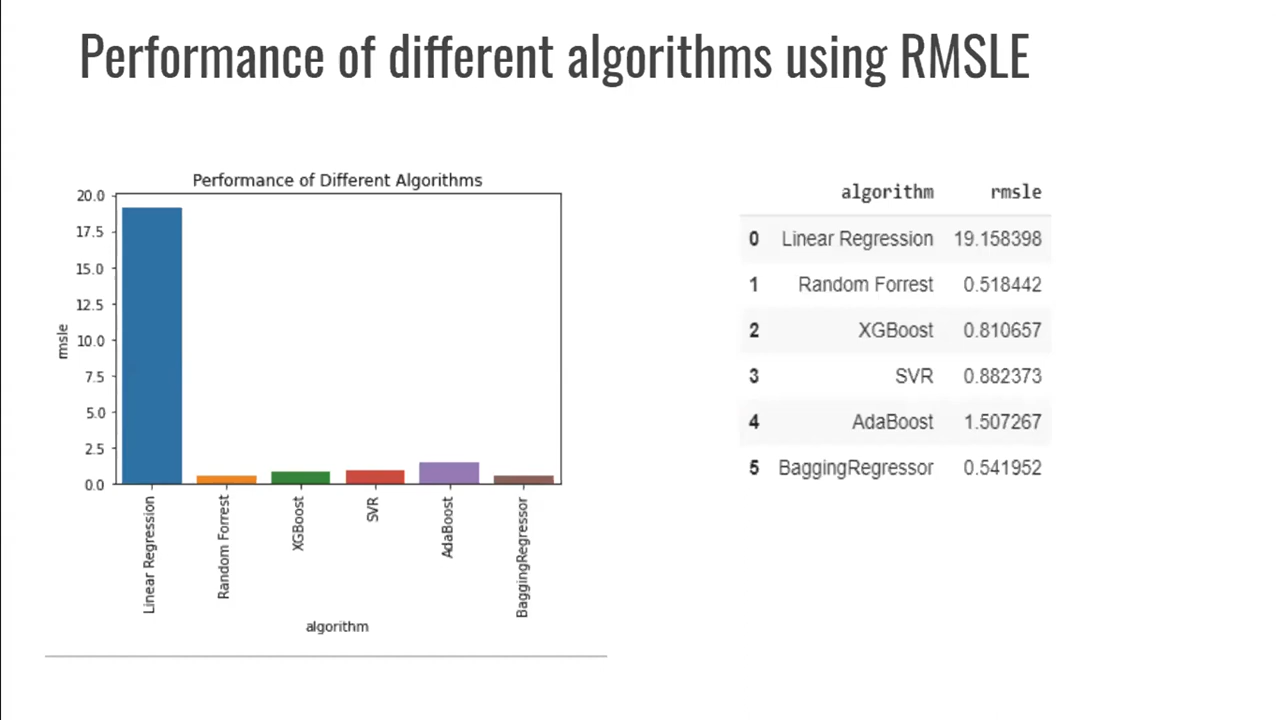 Performance of different algorithms using RMSLE
Performance of Different Algorithms
20.0
17.5
15.0
12.5
10.0
7.5
5.0
2.5
0.0
rmsle
Linear Regression
Random Forrest
XGBoost
SVR
AdaBoost
BaggingRegressor
algorithm
algorithm rmsle
0 Linear Regression 19.158398
1 Random Forrest 0.518442
2 XGBoost 0.810657
3 SVR 0.882373
4 AdaBoost 1.507267
5 BaggingRegressor 0.541952